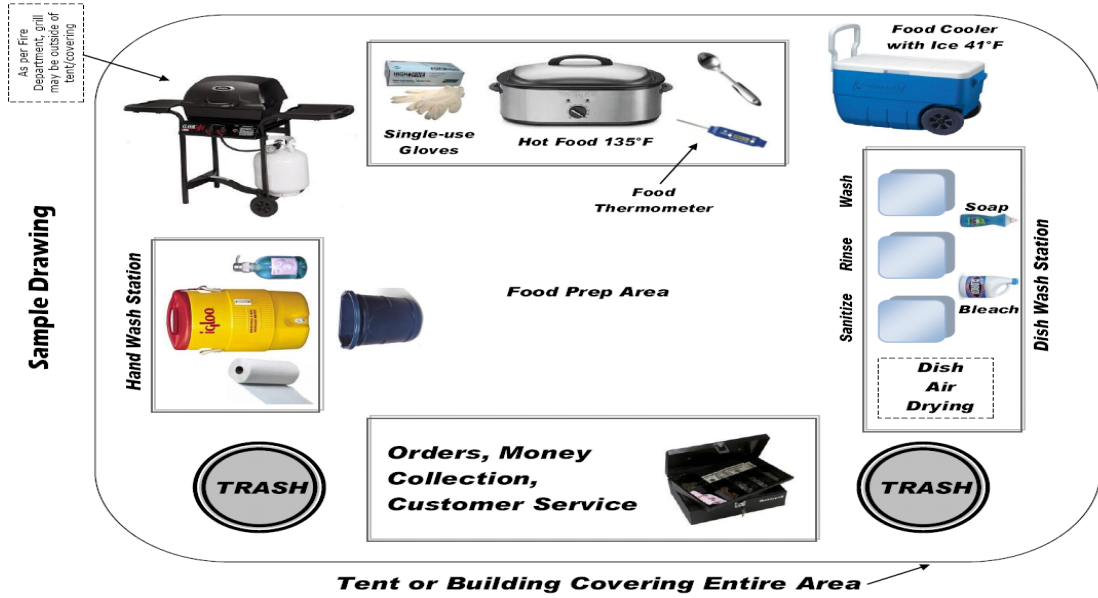 As per Fire
Department, grill
may be outside of
tent/covering
Food Cooler
with Ice 41°F
Single-use
Gloves
Hot Food 135°F
Food
Thermometer
Sample Drawing
Hand Wash Station
igloo
Food Prep Area
Wash
Rinse
Sanitize
Soap
Bleach
Dish
Air
Drying
Dish Wash Station
TRASH
Orders, Money
Collection,
Customer Service
TRASH
Tent or Building Covering Entire Area